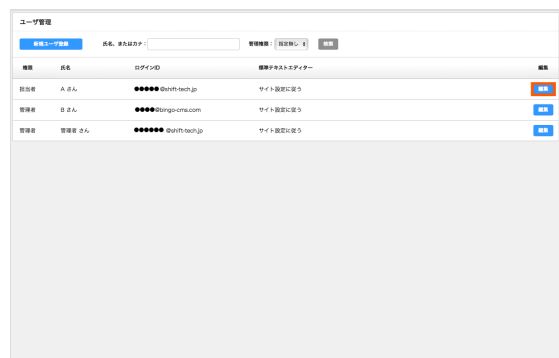 ユーザ管理
新規ユーザ登録 氏名、またはカナ： 管理権限： 指定無し 検索
権限 氏名 ログインID 標準テキストエディター 編集
担当者 A さん ●●●●● @shift-tech.jp サイト設定に従う 編集
管理者 B さん ●●●●@bingo-cms.com サイト設定に従う 編集
管理者 管理者 さん ●●●●●● @shift-tech.jp サイト設定に従う 編集